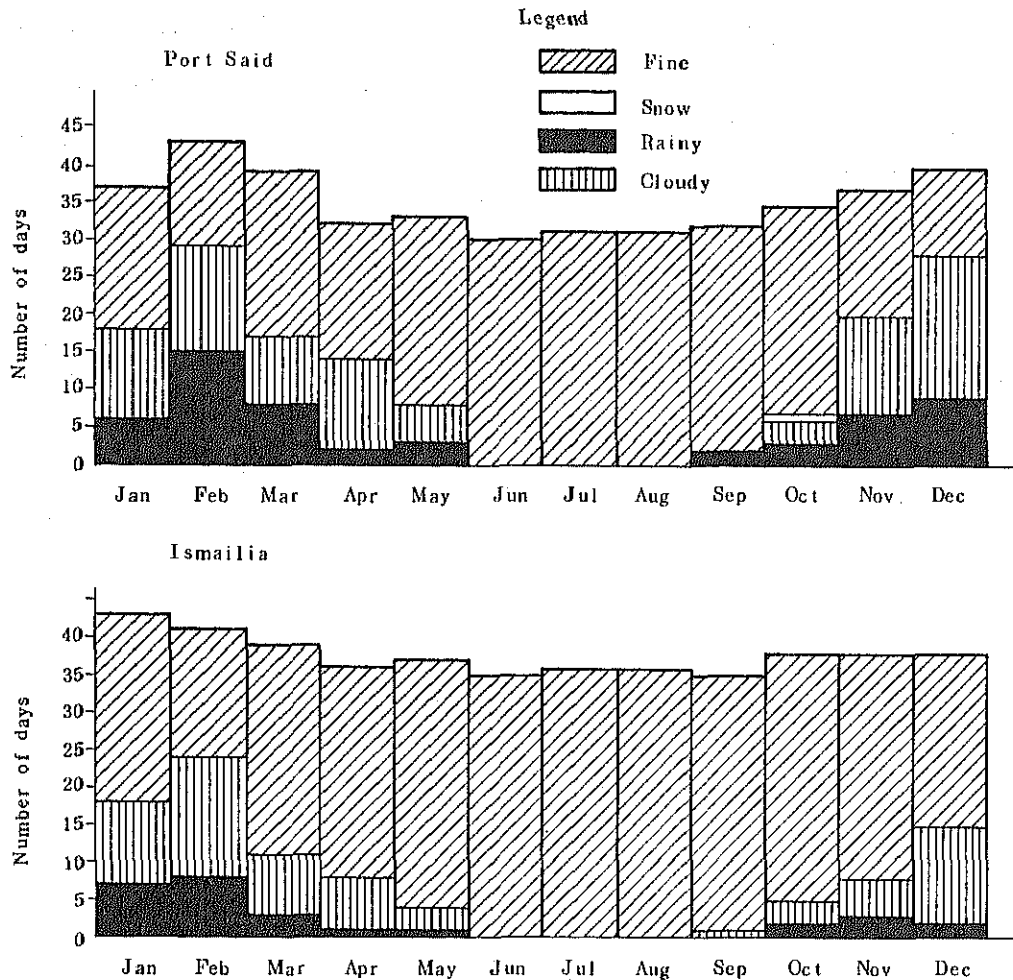 Legend
Port Said
Fine
Snow
Rainy
Cloudy
Number of days
45
40
35
30
25
20
15
10
5
0
Jan Feb Mar Apr May Jun Jul Aug Sep Oct Nov Dec
Ismailia
Number of days
40
35
30
25
20
15
10
5
0
Jan Feb Mar Apr May Jun Jul Aug Sep Oct Nov Dec